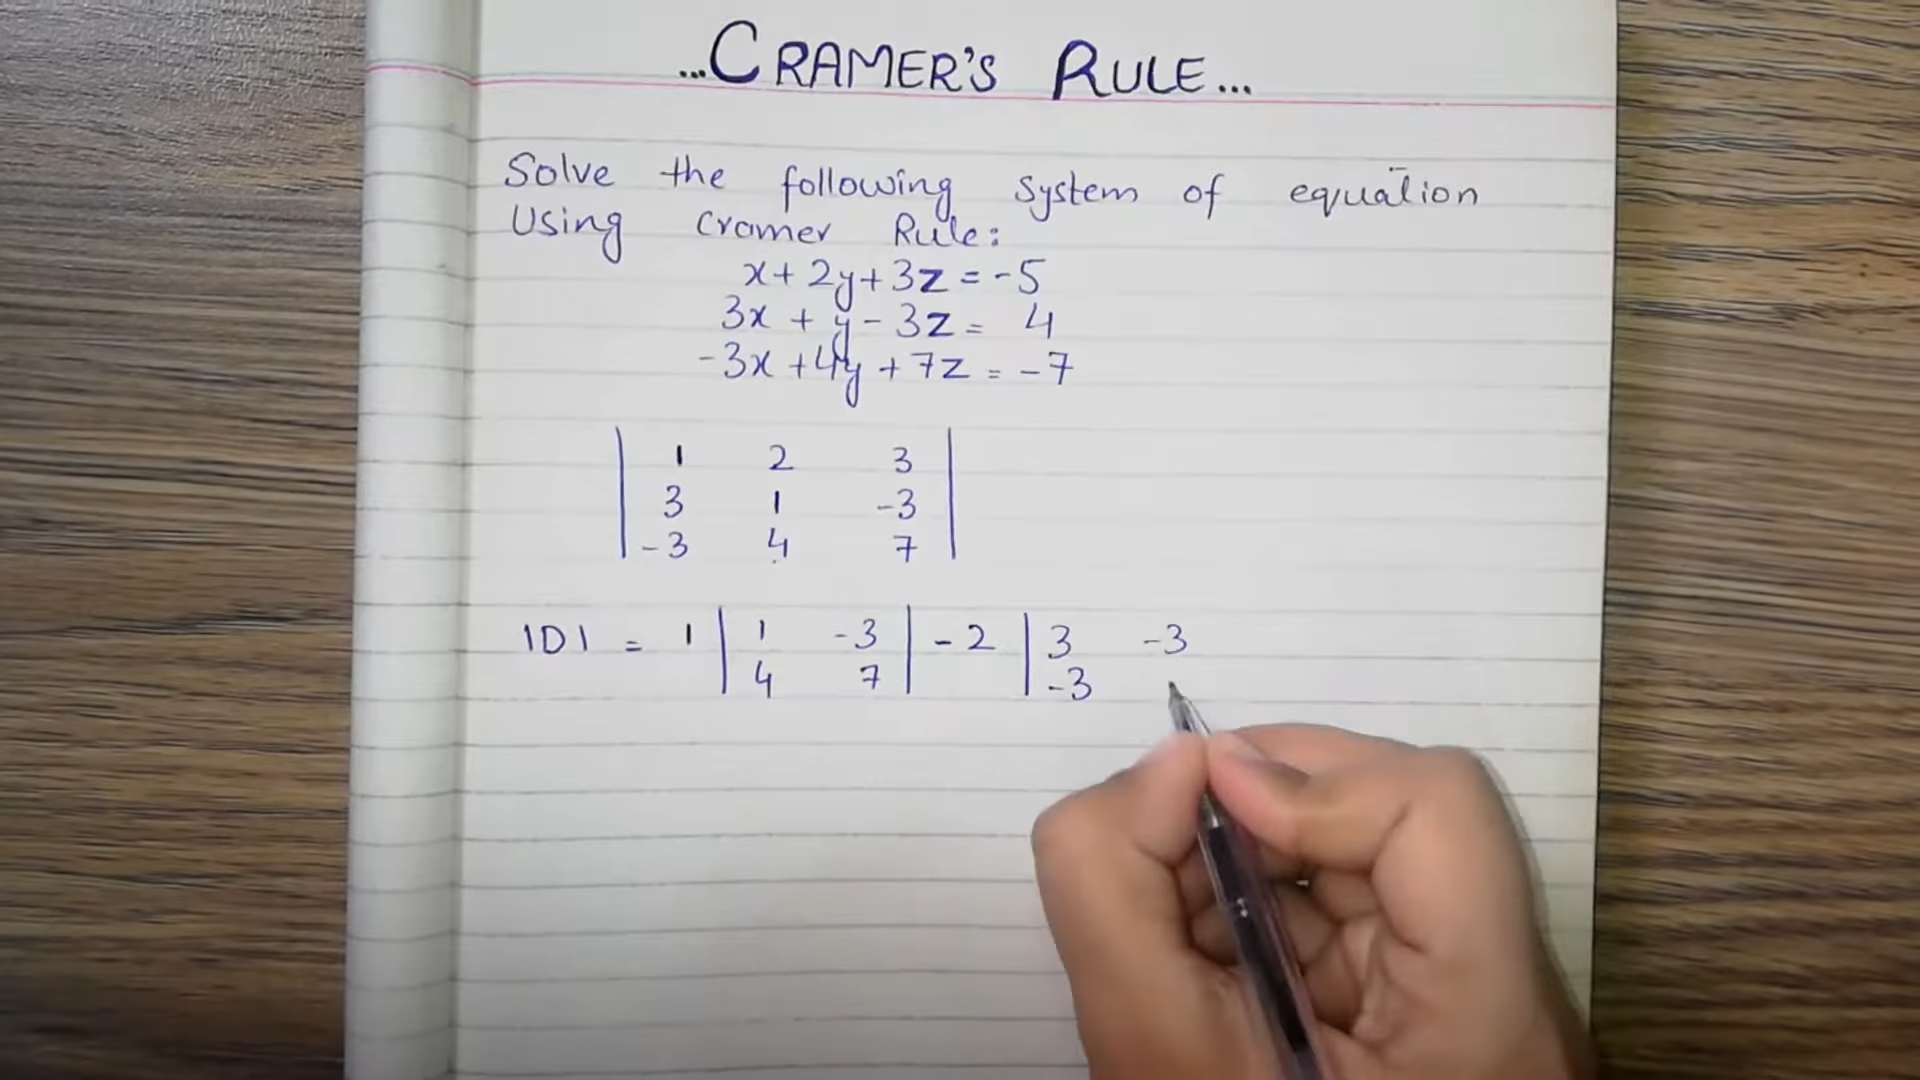 ...CRAMER'S RULE...
Solve the following system of equation
Using Cramer Rule:
x + 2y + 3z = -5
3x + y - 3z = 4
-3x + 4y + 7z = -7
| 1 2 3 |
| 3 1 -3 |
| -3 4 7 |
|D| = 1 | 1 -3 | - 2 | 3 -3
| 4 7 | | -3